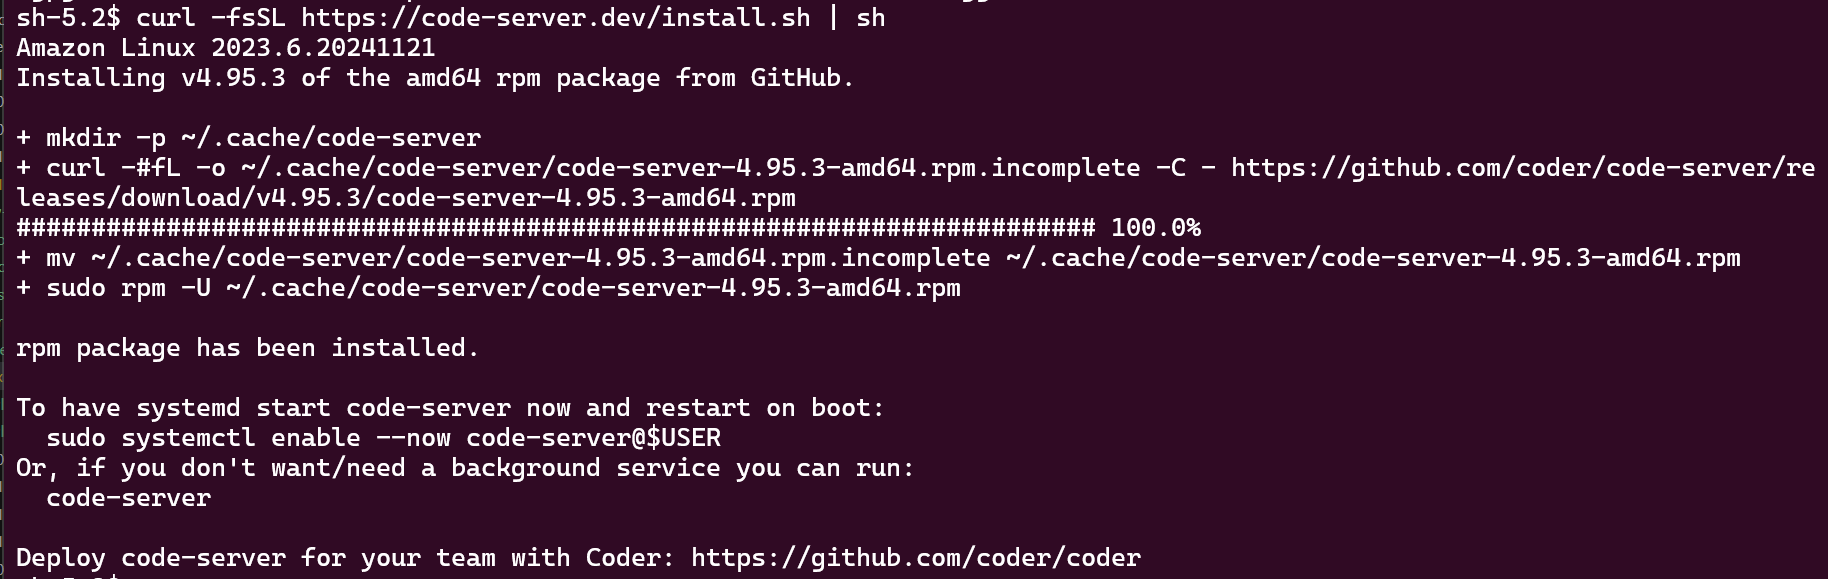 sh-5.2$ curl -fsSL https://code-server.dev/install.sh | sh
Amazon Linux 2023.6.20241121
Installing v4.95.3 of the amd64 rpm package from GitHub.
+ mkdir -p ~/.cache/code-server
+ curl -#fL -o ~/.cache/code-server/code-server-4.95.3-amd64.rpm.incomplete -C - https://github.com/coder/code-server/re
leases/download/v4.95.3/code-server-4.95.3-amd64.rpm
######################################################################## 100.0%
+ mv ~/.cache/code-server/code-server-4.95.3-amd64.rpm.incomplete ~/.cache/code-server/code-server-4.95.3-amd64.rpm
+ sudo rpm -U ~/.cache/code-server/code-server-4.95.3-amd64.rpm
rpm package has been installed.
To have systemd start code-server now and restart on boot:
  sudo systemctl enable --now code-server@$USER
Or, if you don't want/need a background service you can run:
  code-server
Deploy code-server for your team with Coder: https://github.com/coder/coder